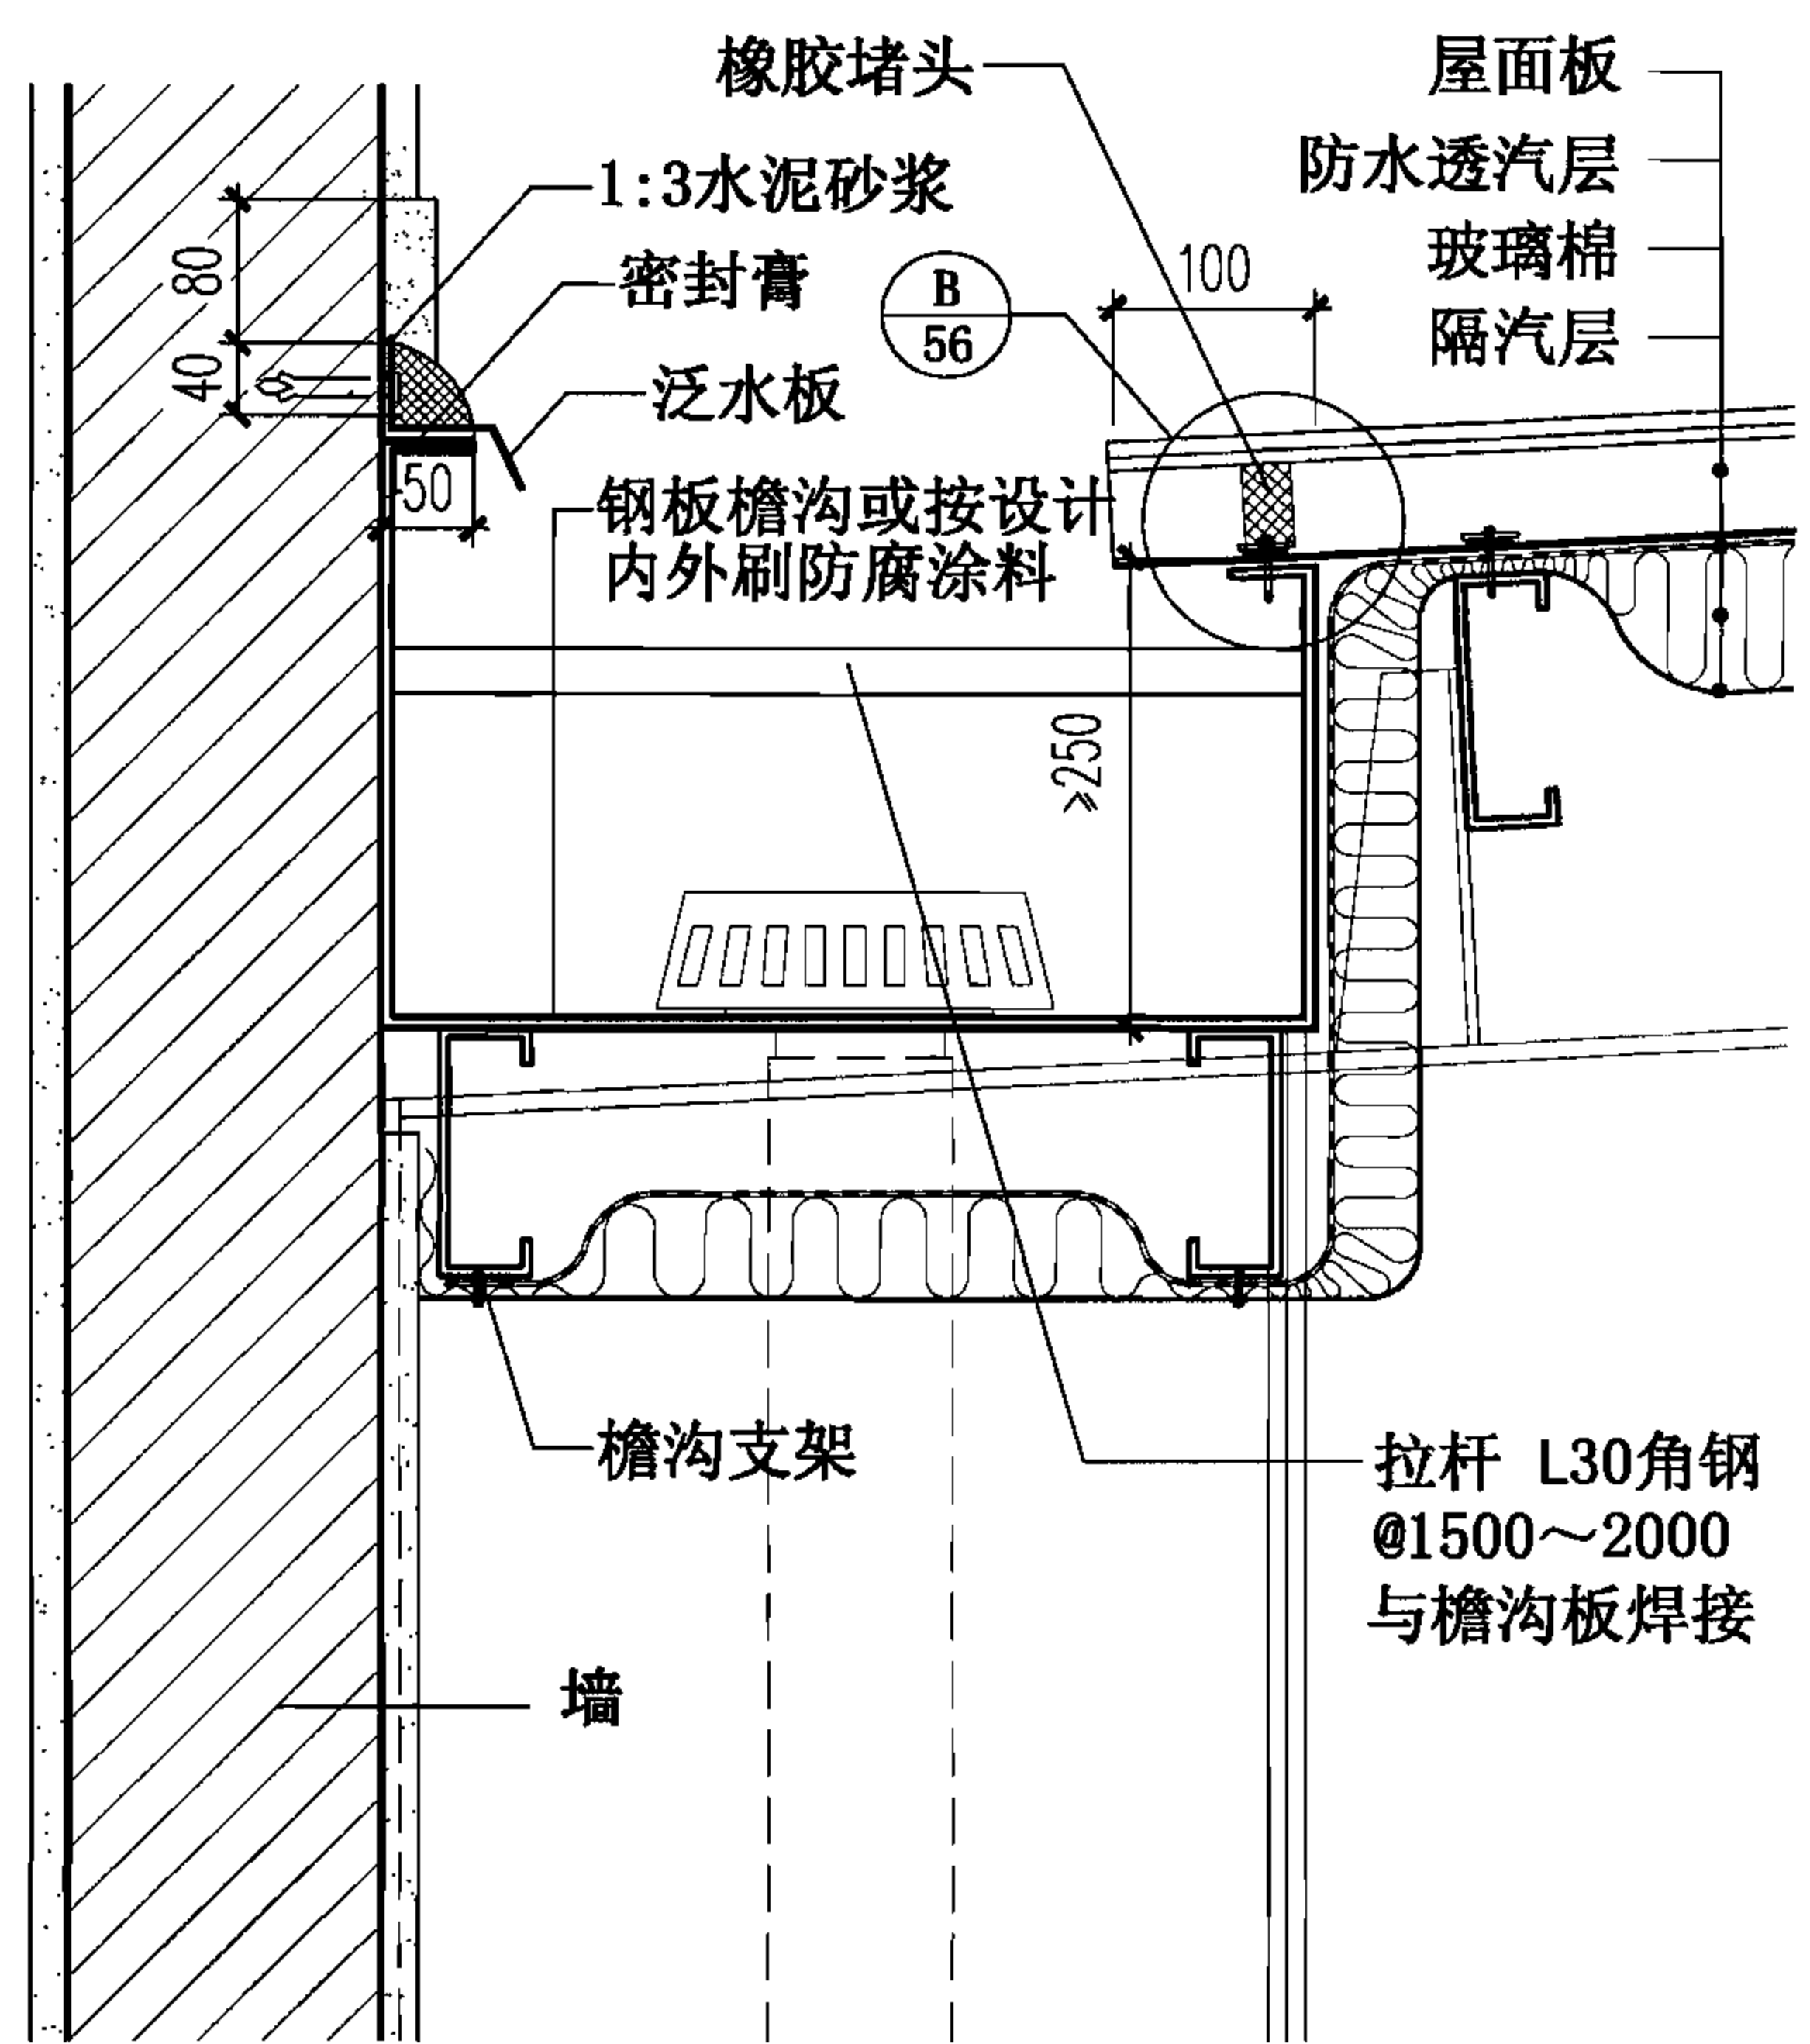 橡胶堵头
屋面板
防水透汽层
玻璃棉
隔汽层
1:3水泥砂浆
密封膏
泛水板
B
56
100
80
40
50
钢板檐沟或按设计
内外刷防腐涂料
≥250
檐沟支架
拉杆 L30角钢
@1500～2000
与檐沟板焊接
墙